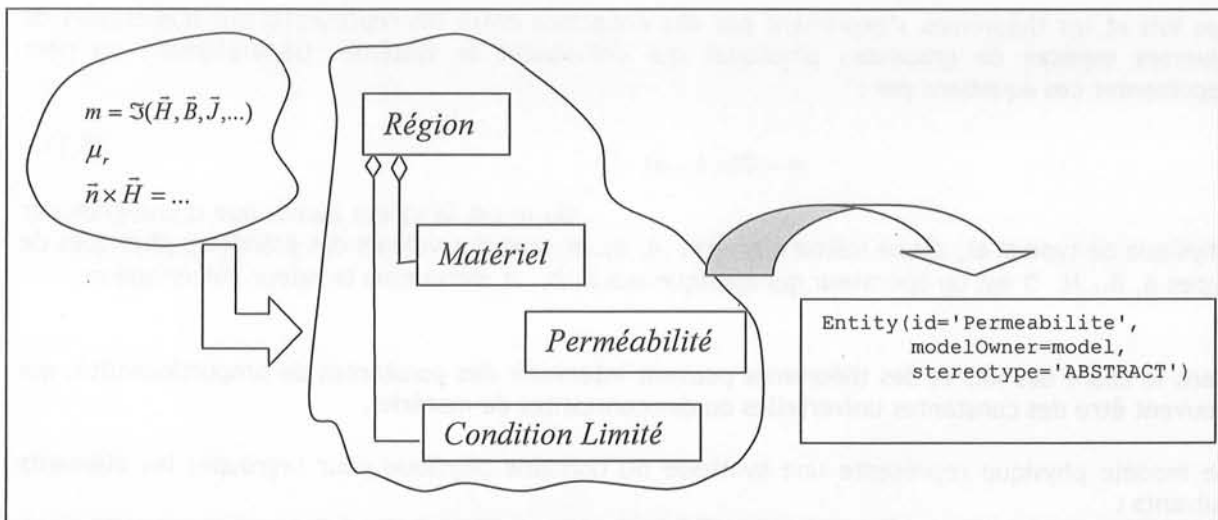 m = ℑ(H⃗, B⃗, J⃗,...)
μᵣ
n⃗ × H⃗ = ...
Région
Matériel
Perméabilité
Condition Limité
Entity(id='Permeabilite',
modelOwner=model,
stereotype='ABSTRACT')